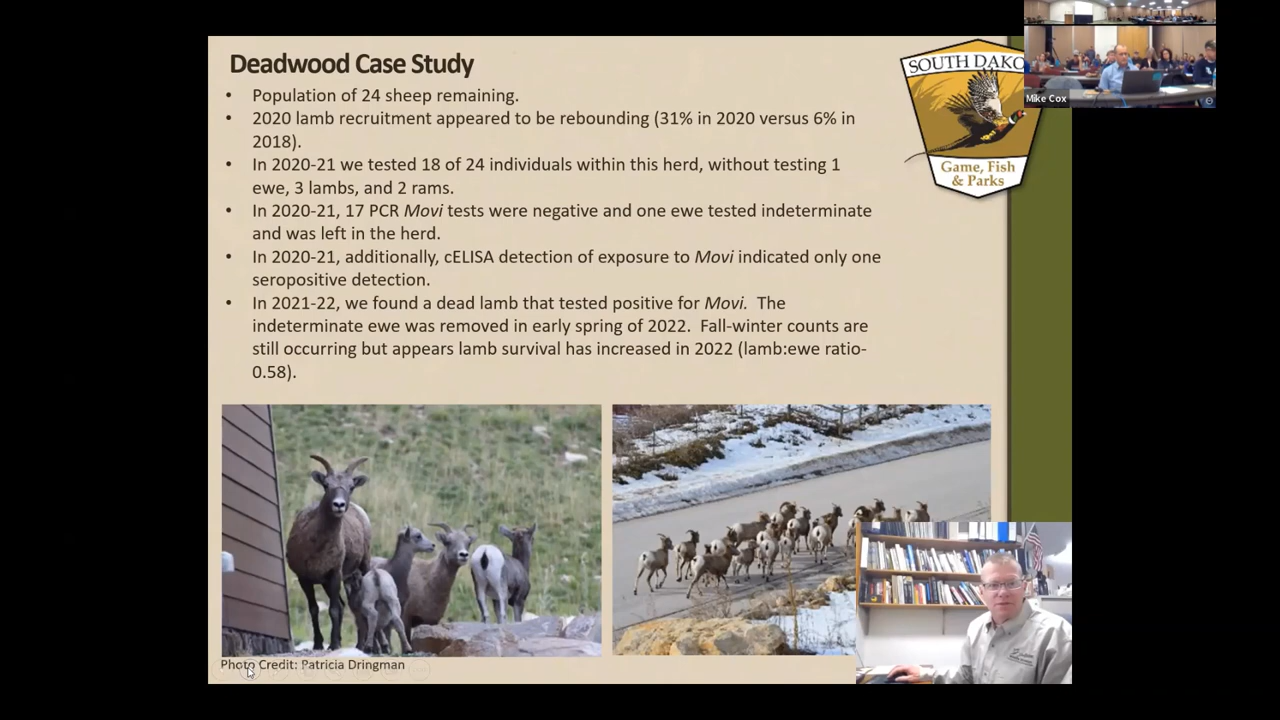 Deadwood Case Study
SOUTH DAKO
Mike Cox
• Population of 24 sheep remaining.
• 2020 lamb recruitment appeared to be rebounding (31% in 2020 versus 6% in
2018).
• In 2020-21 we tested 18 of 24 individuals within this herd, without testing 1
ewe, 3 lambs, and 2 rams.
Game, Fish
& Parks
• In 2020-21, 17 PCR Movi tests were negative and one ewe tested indeterminate
and was left in the herd.
• In 2020-21, additionally, cELISA detection of exposure to Movi indicated only one
seropositive detection.
• In 2021-22, we found a dead lamb that tested positive for Movi. The
indeterminate ewe was removed in early spring of 2022. Fall-winter counts are
still occurring but appears lamb survival has increased in 2022 (lamb:ewe ratio-
0.58).
Photo Credit: Patricia Dringman